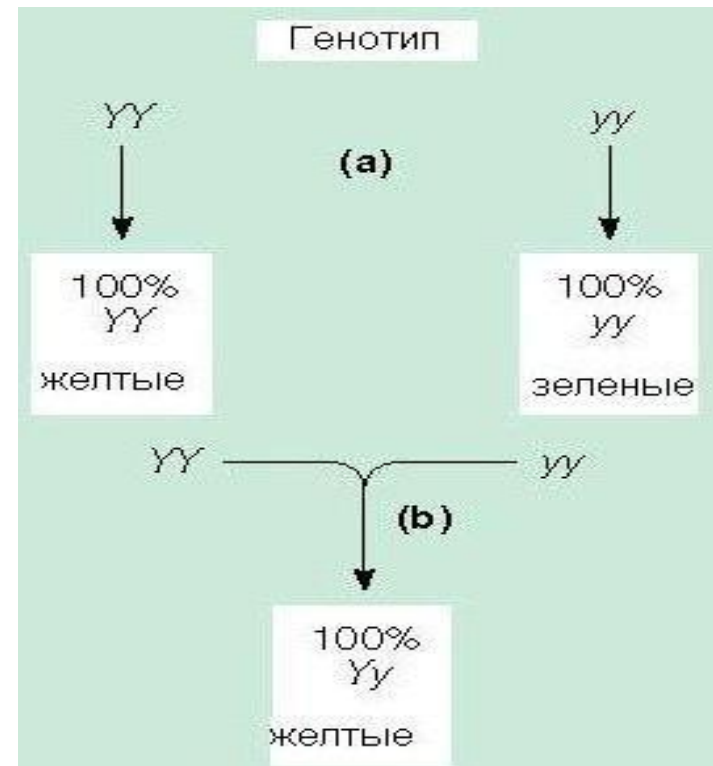 Генотип
YY yy
(a)
100% 100%
YY yy
желтые зеленые
YY yy
(b)
100%
Yy
желтые